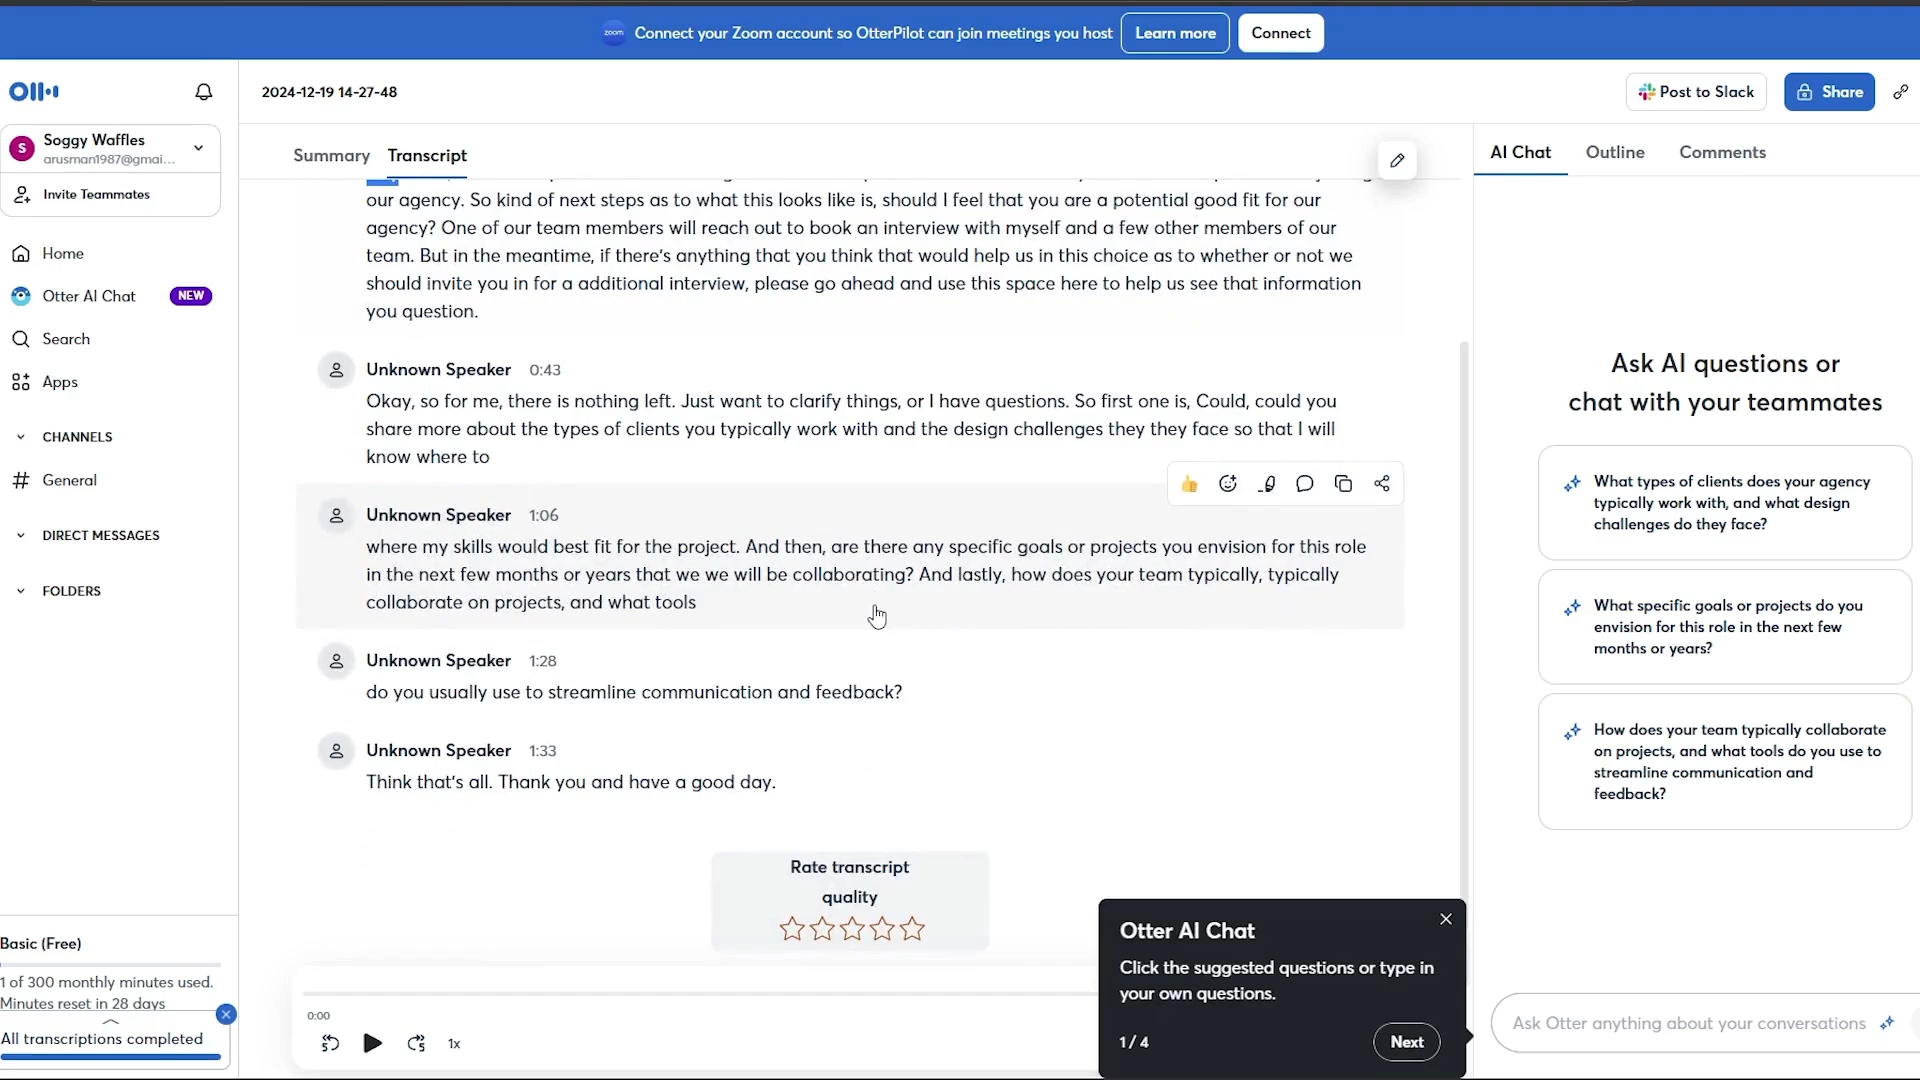 zoom Connect your Zoom account so OtterPilot can join meetings you host Learn more Connect
2024-12-19 14-27-48
Post to Slack Share
S Soggy Waffles
arusman1987@gmai...
Invite Teammates
Home
Otter AI Chat NEW
Search
Apps
CHANNELS
# General
DIRECT MESSAGES
FOLDERS
Basic (Free)
1 of 300 monthly minutes used.
Minutes reset in 28 days
All transcriptions completed
Summary Transcript
our agency. So kind of next steps as to what this looks like is, should I feel that you are a potential good fit for our
agency? One of our team members will reach out to book an interview with myself and a few other members of our
team. But in the meantime, if there's anything that you think that would help us in this choice as to whether or not we
should invite you in for a additional interview, please go ahead and use this space here to help us see that information
you question.
Unknown Speaker 0:43
Okay, so for me, there is nothing left. Just want to clarify things, or I have questions. So first one is, Could, could you
share more about the types of clients you typically work with and the design challenges they they face so that I will
know where to
Unknown Speaker 1:06
where my skills would best fit for the project. And then, are there any specific goals or projects you envision for this role
in the next few months or years that we we will be collaborating? And lastly, how does your team typically, typically
collaborate on projects, and what tools
Unknown Speaker 1:28
do you usually use to streamline communication and feedback?
Unknown Speaker 1:33
Think that's all. Thank you and have a good day.
Rate transcript
quality
0:00
5 5 1x
Otter AI Chat
Click the suggested questions or type in
your own questions.
1 / 4 Next
AI Chat Outline Comments
Ask AI questions or
chat with your teammates
What types of clients does your agency
typically work with, and what design
challenges do they face?
What specific goals or projects do you
envision for this role in the next few
months or years?
How does your team typically collaborate
on projects, and what tools do you use to
streamline communication and
feedback?
Ask Otter anything about your conversations